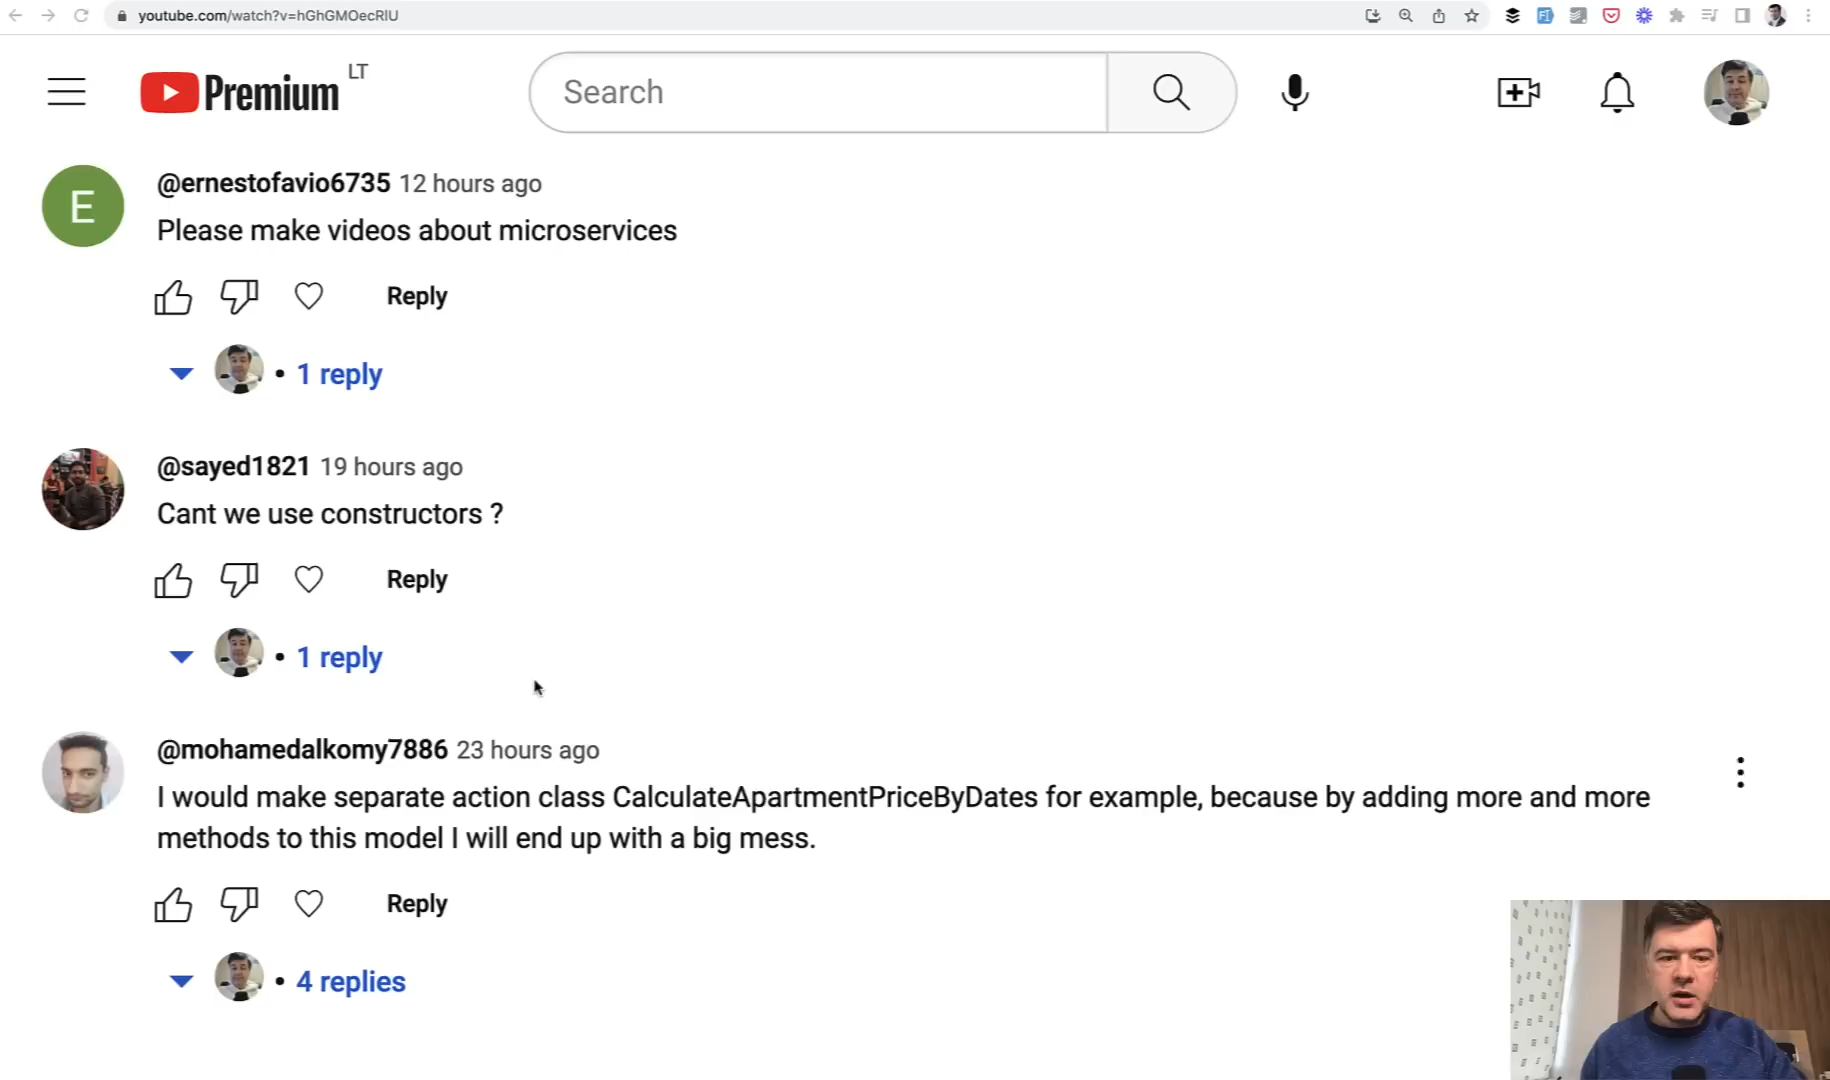 youtube.com/watch?v=hGhGMOecRlU
Premium LT
Search
E
@ernestofavio6735 12 hours ago
Please make videos about microservices
Reply
• 1 reply
@sayed1821 19 hours ago
Cant we use constructors ?
Reply
• 1 reply
@mohamedalkomy7886 23 hours ago
I would make separate action class CalculateApartmentPriceByDates for example, because by adding more and more
methods to this model I will end up with a big mess.
Reply
• 4 replies